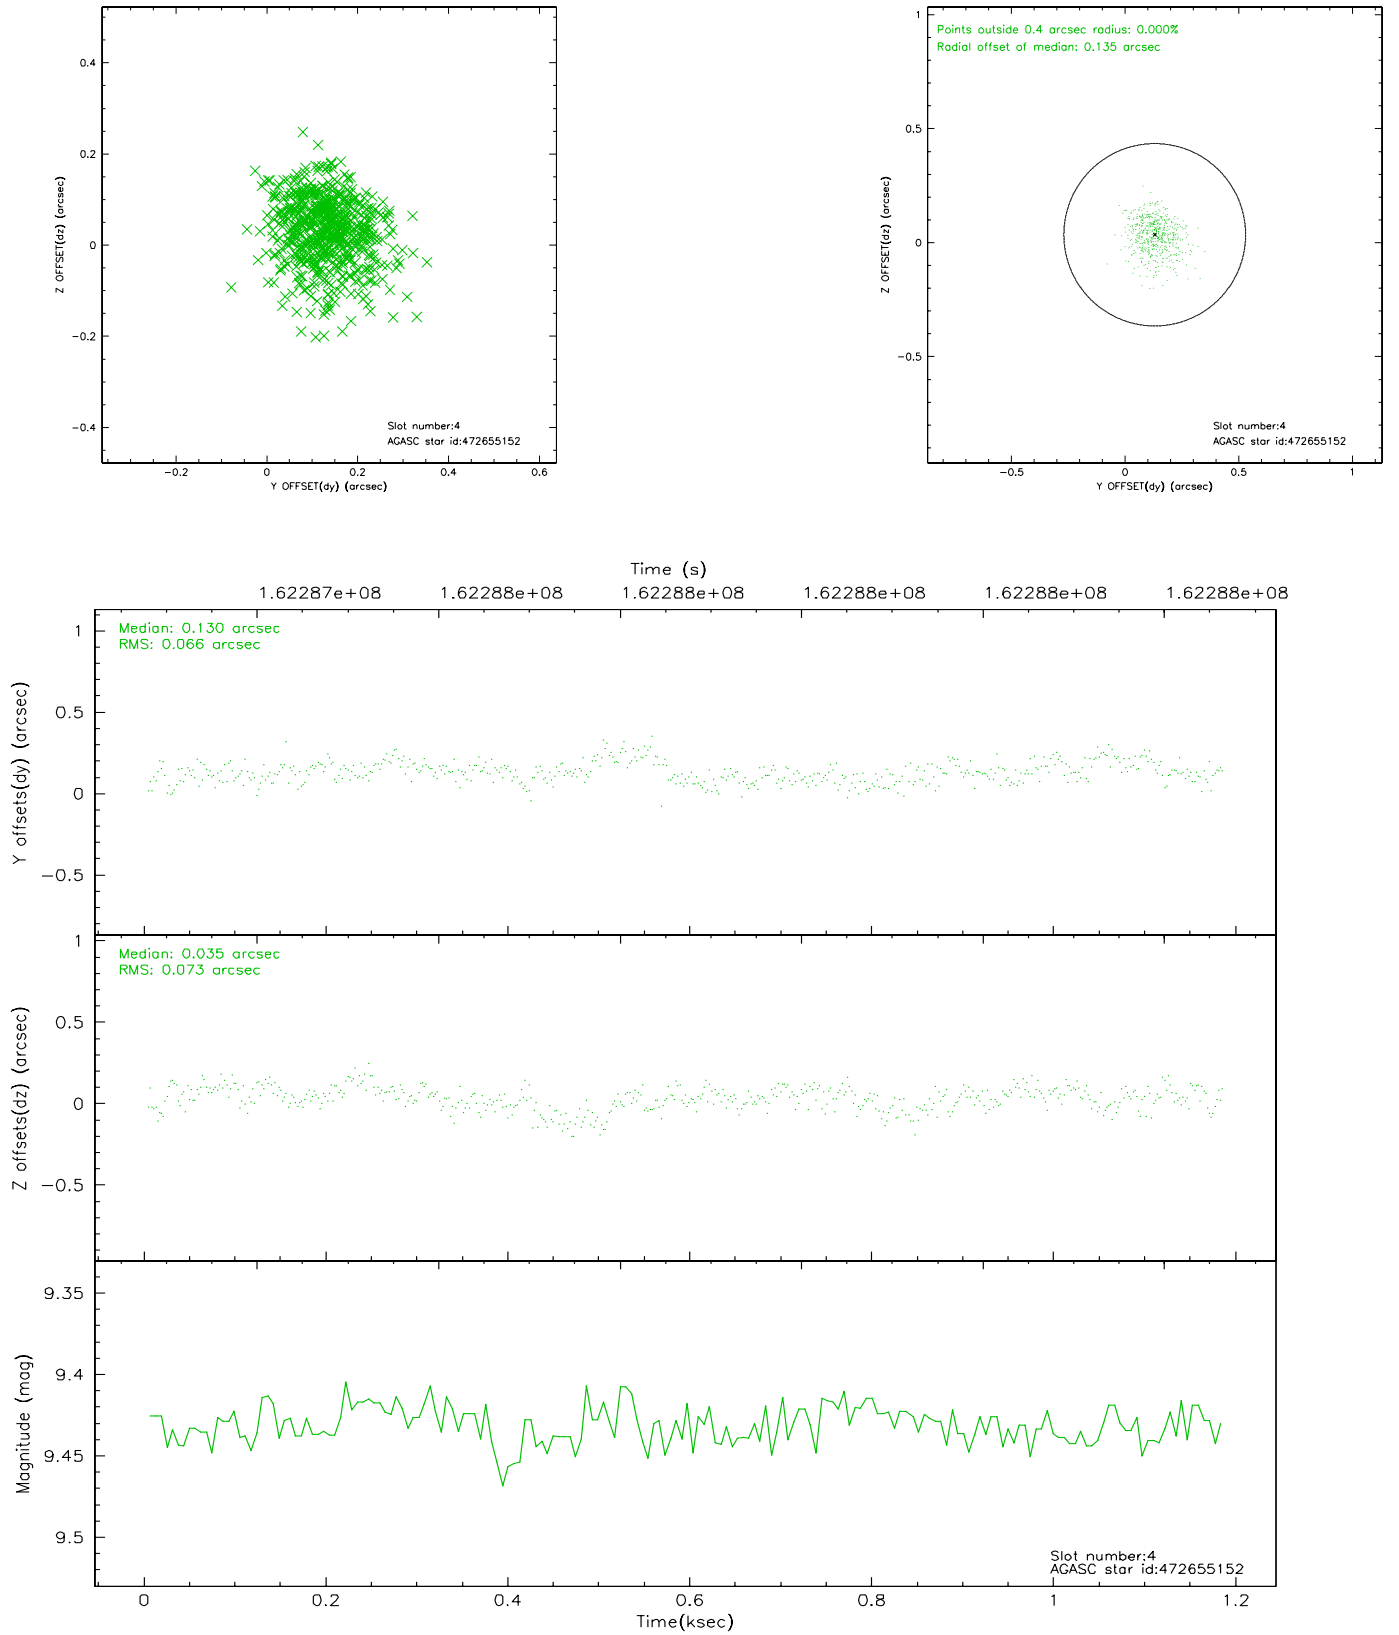 0.4
0.2
0
−0.2
−0.4
Z OFFSET(dz) (arcsec)
Slot number:4
AGASC star id:472655152
−0.2 0 0.2 0.4 0.6
Y OFFSET(dy) (arcsec)
Points outside 0.4 arcsec radius: 0.000%
Radial offset of median: 0.135 arcsec
1
0.5
0
−0.5
Z OFFSET(dz) (arcsec)
Slot number:4
AGASC star id:472655152
−0.5 0 0.5 1
Y OFFSET(dy) (arcsec)
Time (s)
1.62287e+08 1.62288e+08 1.62288e+08 1.62288e+08 1.62288e+08 1.62288e+08
Median: 0.130 arcsec
RMS: 0.066 arcsec
1
0.5
0
−0.5
Y offsets(dy) (arcsec)
Median: 0.035 arcsec
RMS: 0.073 arcsec
1
0.5
0
−0.5
Z offsets(dz) (arcsec)
9.35
9.4
9.45
9.5
Magnitude (mag)
Slot number:4
AGASC star id:472655152
0 0.2 0.4 0.6 0.8 1 1.2
Time(ksec)